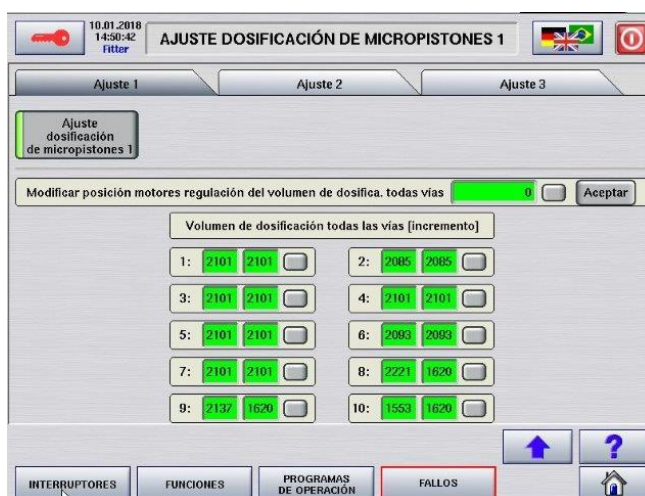 10.01.2018
14:50:42
Fitter
AJUSTE DOSIFICACIÓN DE MICROPISTONES 1
Ajuste 1
Ajuste 2
Ajuste 3
Ajuste
dosificación
de micropistones 1
Modificar posición motores regulación del volumen de dosifica. todas vías 0 Aceptar
Volumen de dosificación todas las vías [incremento]
1: 2101 2101 2: 2085 2085
3: 2101 2101 4: 2101 2101
5: 2101 2101 6: 2093 2093
7: 2101 2101 8: 2221 1620
9: 2137 1620 10: 1553 1620
?
INTERRUPTORES
FUNCIONES
PROGRAMAS
DE OPERACIÓN
FALLOS